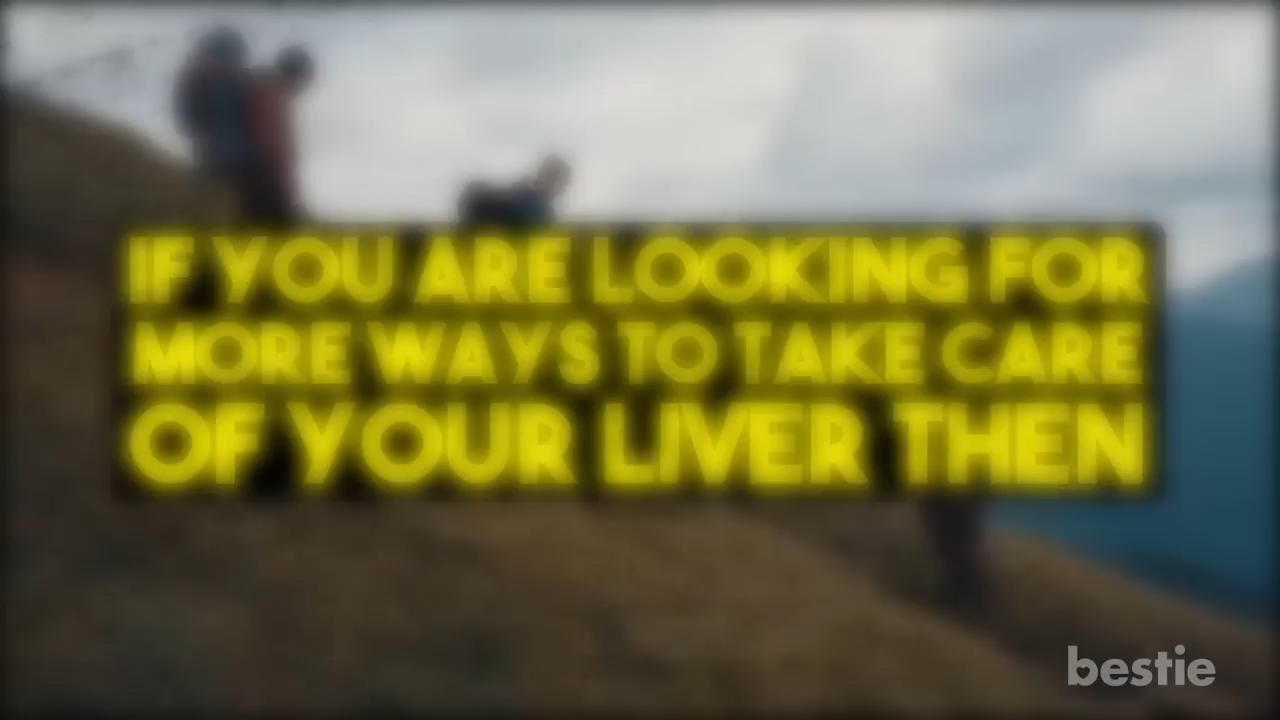 IF YOU ARE LOOKING FOR
MORE WAYS TO TAKE CARE
OF YOUR LIVER THEN
bestie